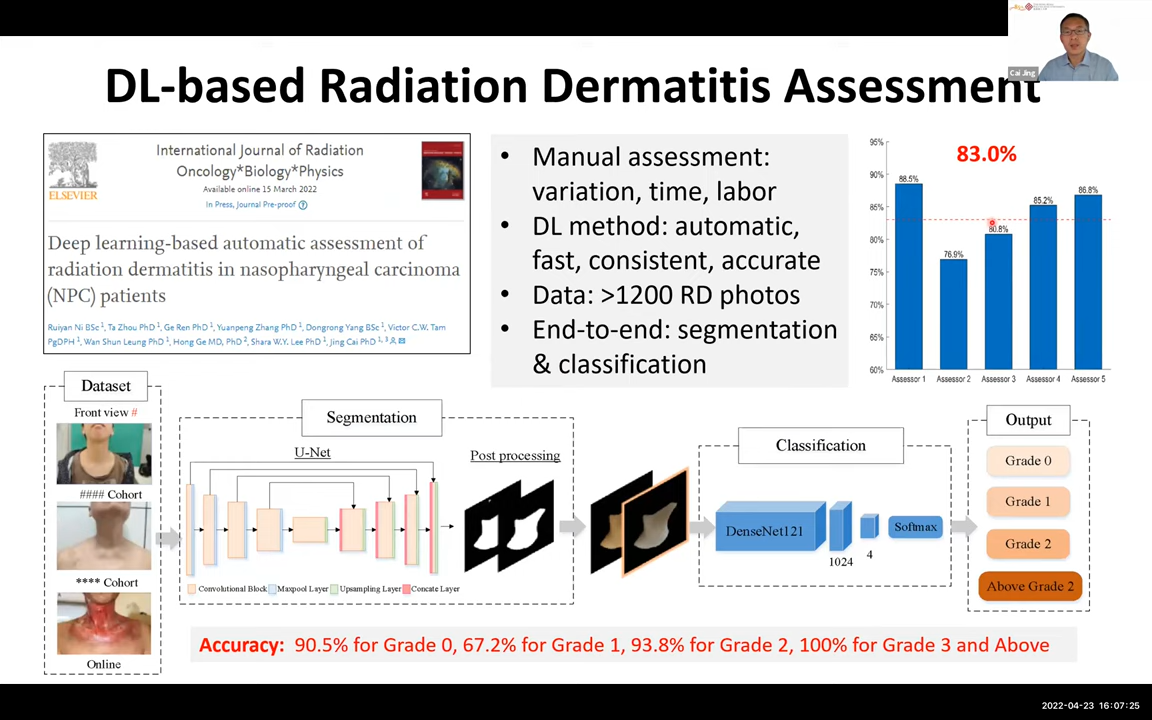 Cai Jing
DL-based Radiation Dermatitis Assessment
ELSEVIER
International Journal of Radiation
Oncology*Biology*Physics
Available online 15 March 2022
In Press, Journal Pre-proof ?
Deep learning-based automatic assessment of
radiation dermatitis in nasopharyngeal carcinoma
(NPC) patients
Ruiyan Ni BSc 1, Ta Zhou PhD 1, Ge Ren PhD 1, Yuanpeng Zhang PhD 1, Dongrong Yang BSc 1, Victor C.W. Tam
PgDPH 1, Wan Shun Leung PhD 1, Hong Ge MD, PhD 2, Shara W.Y. Lee PhD 1, Jing Cai PhD 1, 3
• Manual assessment:
variation, time, labor
• DL method: automatic,
fast, consistent, accurate
• Data: >1200 RD photos
• End-to-end: segmentation
& classification
83.0%
95%
90%
85%
80%
75%
70%
65%
60%
88.5%
76.9%
80.8%
85.2%
86.8%
Assessor 1
Assessor 2
Assessor 3
Assessor 4
Assessor 5
Dataset
Front view #
#### Cohort
**** Cohort
Online
Segmentation
U-Net
Post processing
Convolutional Block
Maxpool Layer
Upsampling Layer
Concate Layer
Classification
DenseNet121
1024
4
Softmax
Output
Grade 0
Grade 1
Grade 2
Above Grade 2
Accuracy: 90.5% for Grade 0, 67.2% for Grade 1, 93.8% for Grade 2, 100% for Grade 3 and Above
2022-04-23 16:07:25